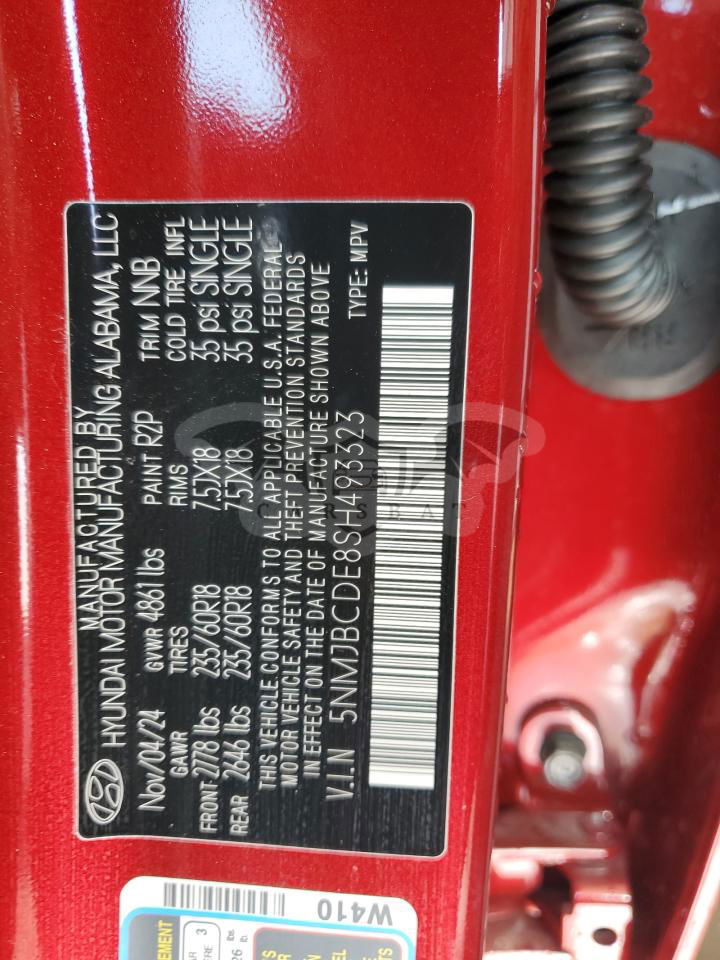 MANUFACTURED BY
HYUNDAI MOTOR MANUFACTURING ALABAMA, LLC
Nov/04/24 GVWR 4861 lbs PAINT R2P TRIM NNB
GAWR TIRES RIMS COLD TIRE INFL
FRONT 2778 lbs 235/60R18 7.5JX18 35 psi SINGLE
REAR 2646 lbs 235/60R18 7.5JX18 35 psi SINGLE
THIS VEHICLE CONFORMS TO ALL APPLICABLE U.S.A. FEDERAL
MOTOR VEHICLE SAFETY AND THEFT PREVENTION STANDARDS
IN EFFECT ON THE DATE OF MANUFACTURE SHOWN ABOVE
V.I.N 5NMJBCDE8SH493323 TYPE: MPV
W410